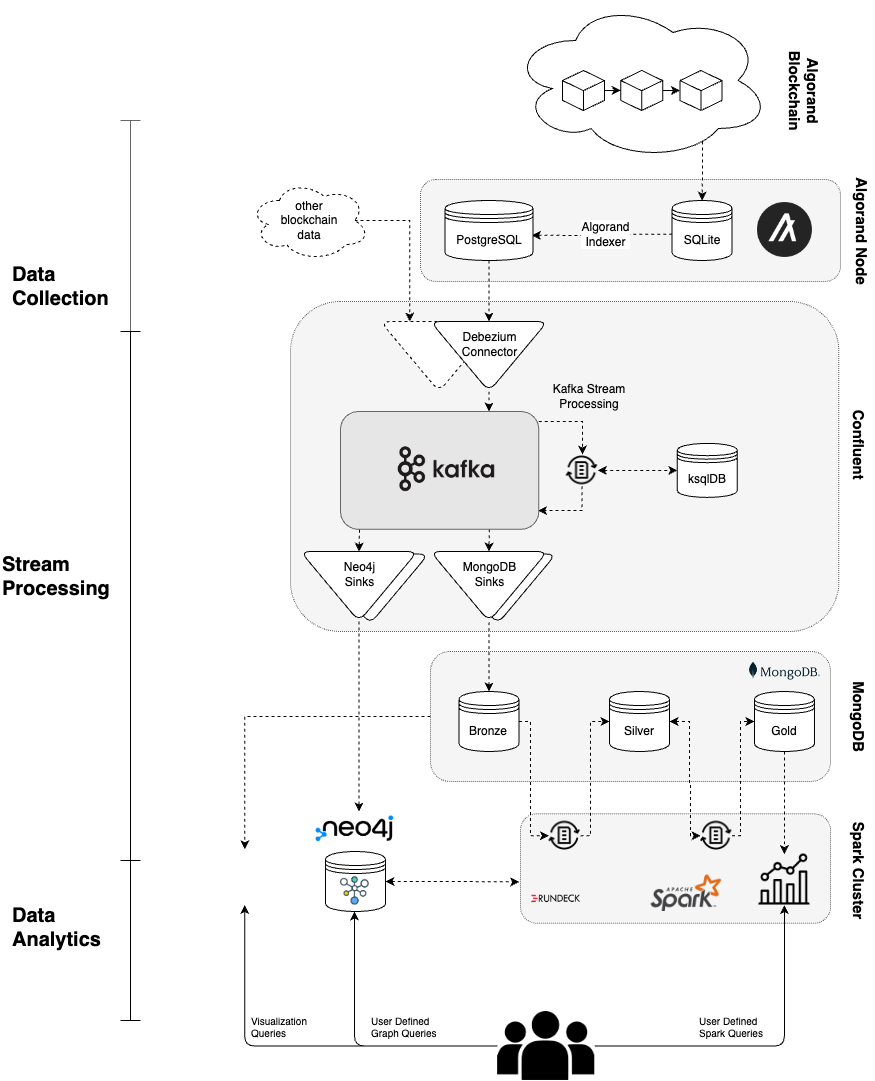 Algorand
Blockchain
Algorand Node
other
blockchain
data
PostgreSQL
Algorand
Indexer
SQLite
Data
Collection
Debezium
Connector
Kafka Stream
Processing
Confluent
kafka
ksqlDB
Neo4j
Sinks
MongoDB
Sinks
Stream
Processing
MongoDB.
MongoDB
Bronze
Silver
Gold
neo4j
Spark Cluster
RUNDECK
APACHE
Spark
Data
Analytics
Visualization
Queries
User Defined
Graph Queries
User Defined
Spark Queries